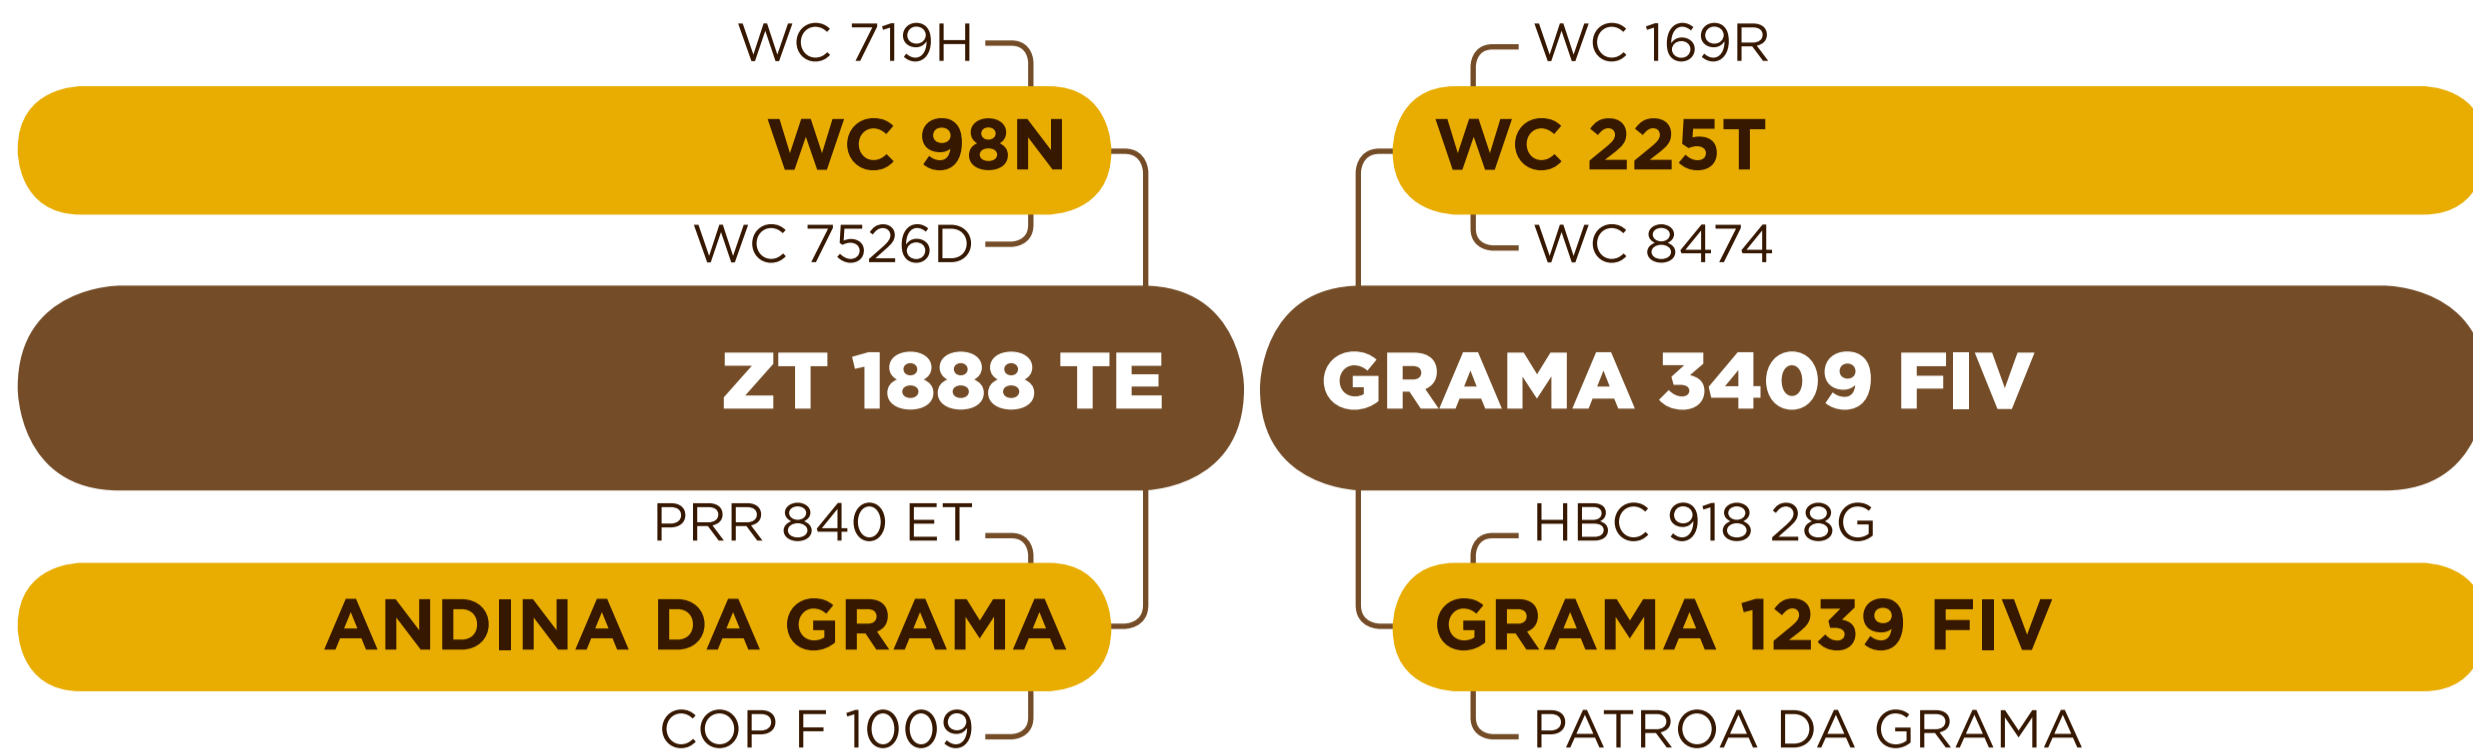 WC 719H
WC 98N
WC 7526D
ZT 1888 TE
PRR 840 ET
ANDINA DA GRAMA
COP F 1009
WC 169R
WC 225T
WC 8474
GRAMA 3409 FIV
HBC 918 28G
GRAMA 1239 FIV
PATROA DA GRAMA